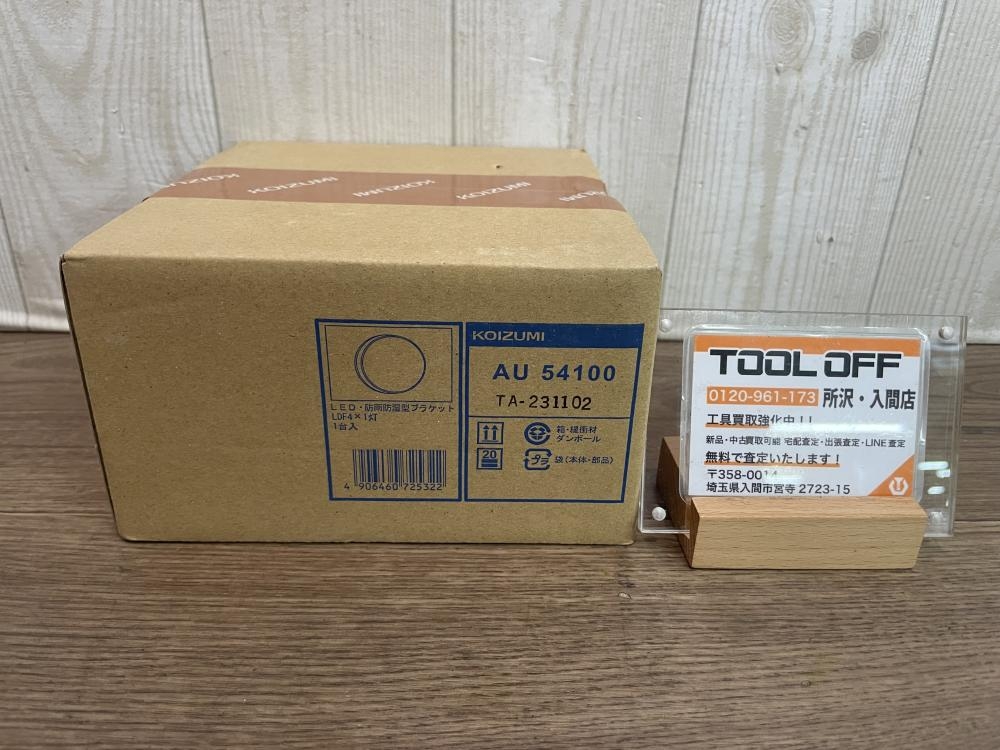 KOIZUMI KOIZUMI KOIZUMI KOIZUMI
LED・防雨防湿型ブラケット
LDF4×1灯
1台入
4 906460 725322
KOIZUMI
AU 54100
TA-231102
箱・緩衝材
ダンボール
20
プラ
袋(本体・部品)
TOOL OFF
0120-961-173 所沢・入間店
工具買取強化中!!
新品・中古買取可能 宅配査定・出張査定・LINE査定
無料で査定いたします!
〒358-0014
埼玉県入間市宮寺 2723-15